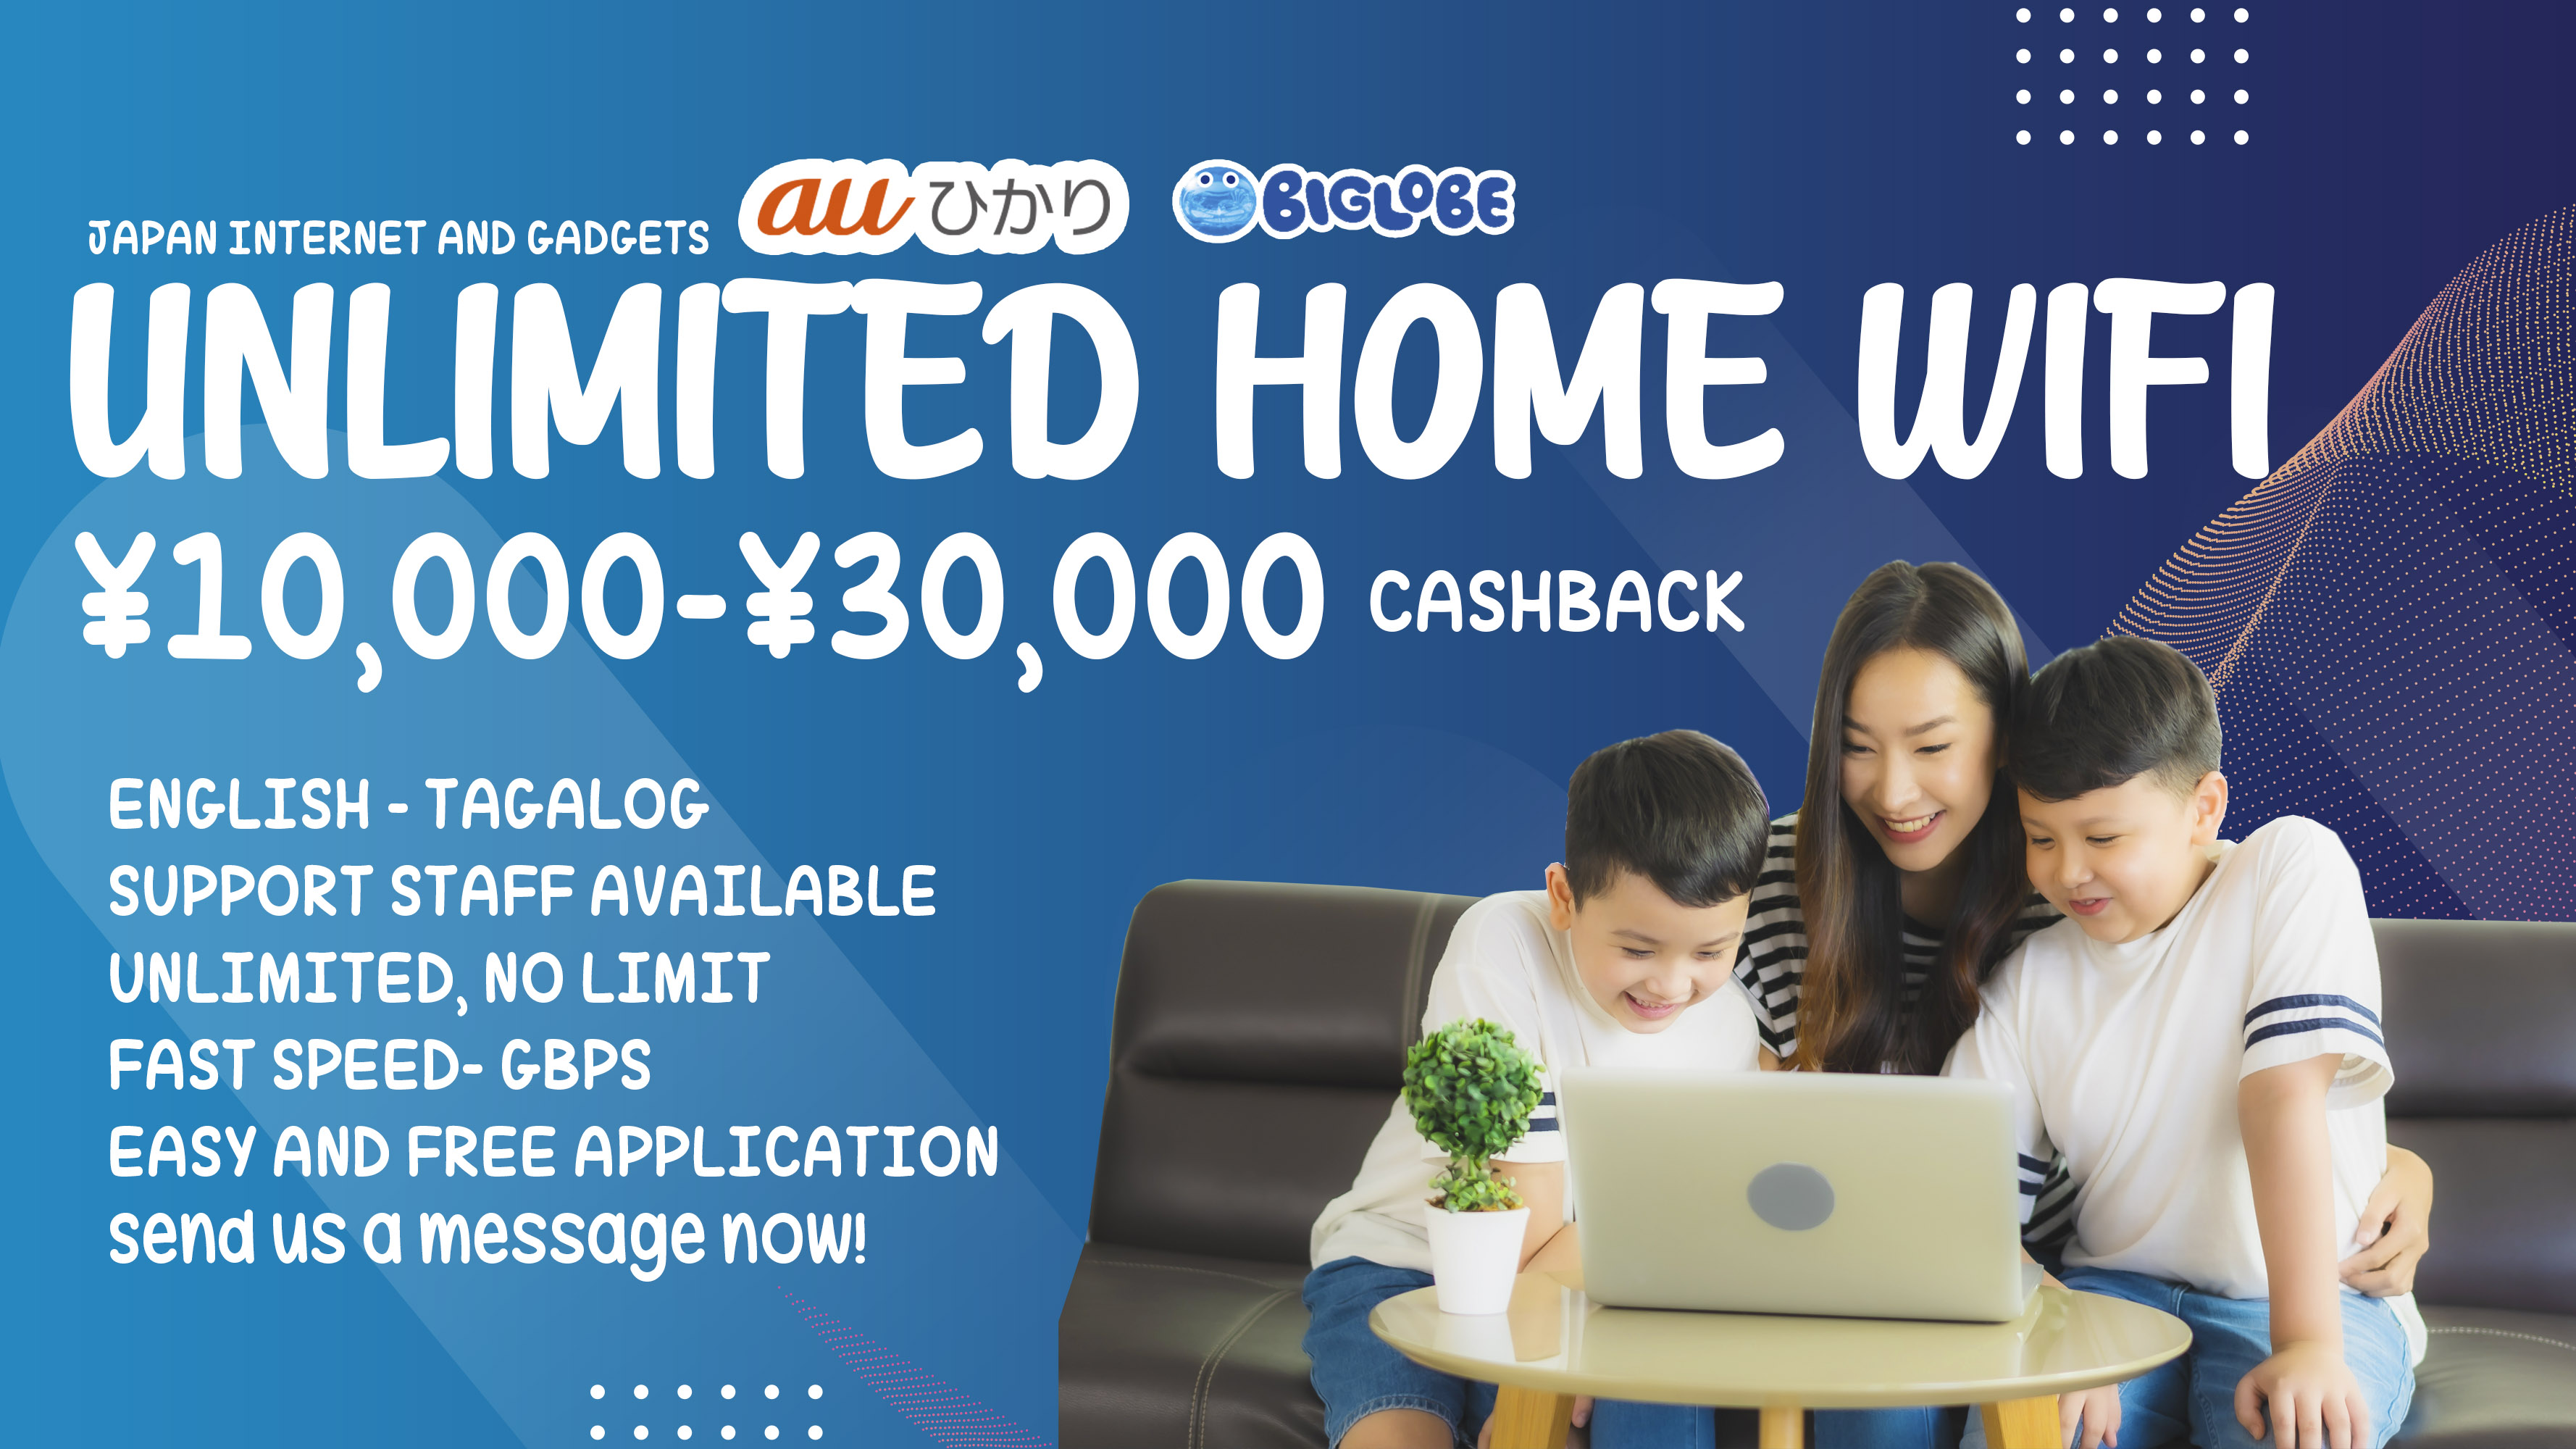 JAPAN INTERNET AND GADGETS au ひかり BIGLOBE
UNLIMITED HOME WIFI
¥10,000-¥30,000 CASHBACK
ENGLISH - TAGALOG
SUPPORT STAFF AVAILABLE
UNLIMITED, NO LIMIT
FAST SPEED- GBPS
EASY AND FREE APPLICATION
send us a message now!